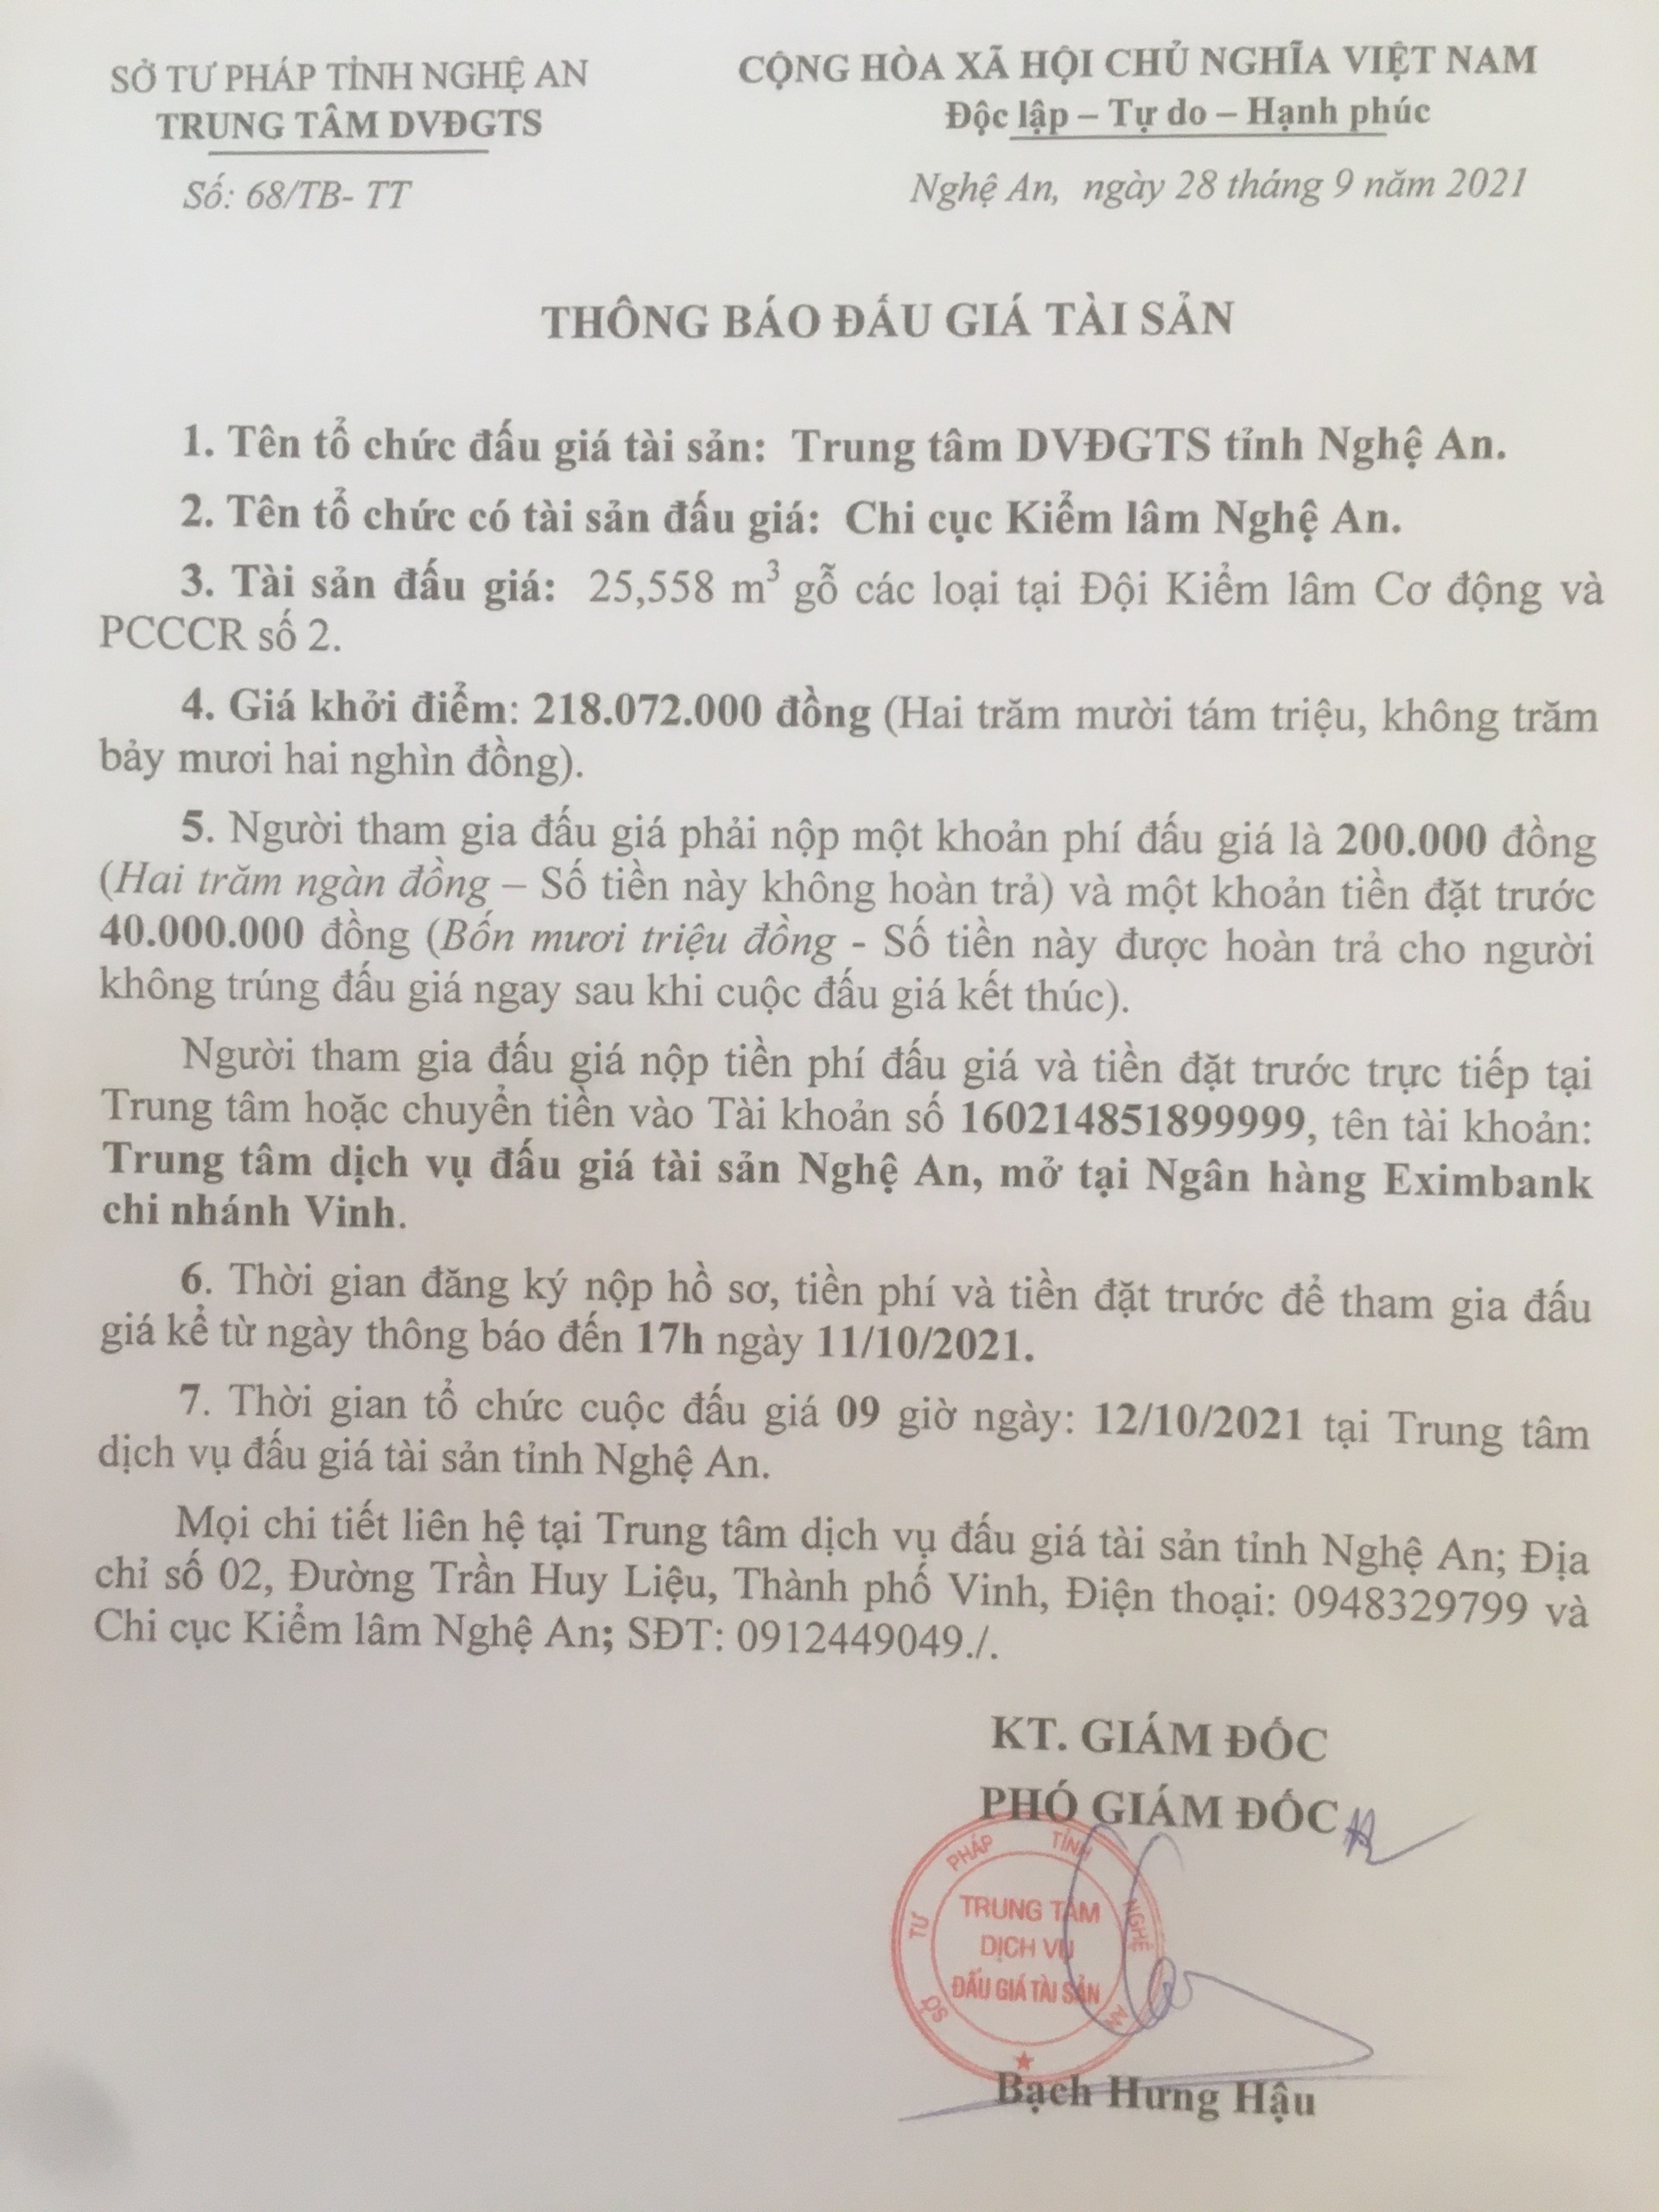 SỞ TƯ PHÁP TỈNH NGHỆ AN
TRUNG TÂM DVĐGTS
Số: 68/TB- TT
CỘNG HÒA XÃ HỘI CHỦ NGHĨA VIỆT NAM
Độc lập – Tự do – Hạnh phúc
Nghệ An, ngày 28 tháng 9 năm 2021
THÔNG BÁO ĐẤU GIÁ TÀI SẢN
1. Tên tổ chức đấu giá tài sản: Trung tâm DVĐGTS tỉnh Nghệ An.
2. Tên tổ chức có tài sản đấu giá: Chi cục Kiểm lâm Nghệ An.
3. Tài sản đấu giá: 25,558 m³ gỗ các loại tại Đội Kiểm lâm Cơ động và
PCCCR số 2.
4. Giá khởi điểm: 218.072.000 đồng (Hai trăm mười tám triệu, không trăm
bảy mươi hai nghìn đồng).
5. Người tham gia đấu giá phải nộp một khoản phí đấu giá là 200.000 đồng
(Hai trăm ngàn đồng – Số tiền này không hoàn trả) và một khoản tiền đặt trước
40.000.000 đồng (Bốn mươi triệu đồng - Số tiền này được hoàn trả cho người
không trúng đấu giá ngay sau khi cuộc đấu giá kết thúc).
Người tham gia đấu giá nộp tiền phí đấu giá và tiền đặt trước trực tiếp tại
Trung tâm hoặc chuyển tiền vào Tài khoản số 160214851899999, tên tài khoản:
Trung tâm dịch vụ đấu giá tài sản Nghệ An, mở tại Ngân hàng Eximbank
chi nhánh Vinh.
6. Thời gian đăng ký nộp hồ sơ, tiền phí và tiền đặt trước để tham gia đấu
giá kể từ ngày thông báo đến 17h ngày 11/10/2021.
7. Thời gian tổ chức cuộc đấu giá 09 giờ ngày: 12/10/2021 tại Trung tâm
dịch vụ đấu giá tài sản tỉnh Nghệ An.
Mọi chi tiết liên hệ tại Trung tâm dịch vụ đấu giá tài sản tỉnh Nghệ An; Địa
chỉ số 02, Đường Trần Huy Liệu, Thành phố Vinh, Điện thoại: 0948329799 và
Chi cục Kiểm lâm Nghệ An; SĐT: 0912449049./.
KT. GIÁM ĐỐC
PHÓ GIÁM ĐỐC
SỞ TƯ PHÁP TỈNH NGHỆ AN
TRUNG TÂM
DỊCH VỤ
ĐẤU GIÁ TÀI SẢN
Bạch Hưng Hậu